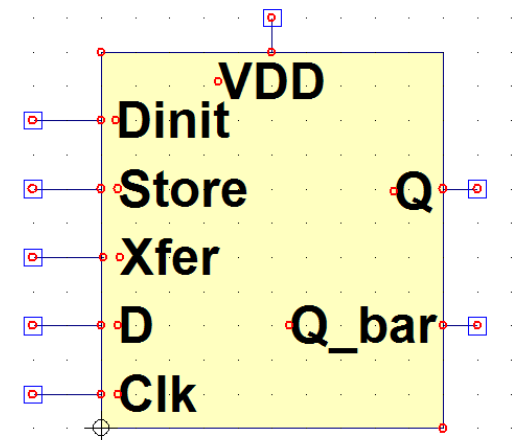 VDD
Dinit
Store
Q
Xfer
D
Q_bar
Clk